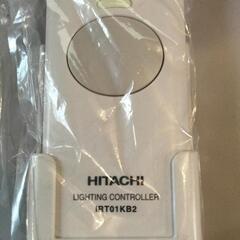 HITACHI
LIGHTING CONTROLLER
IRT01KB2